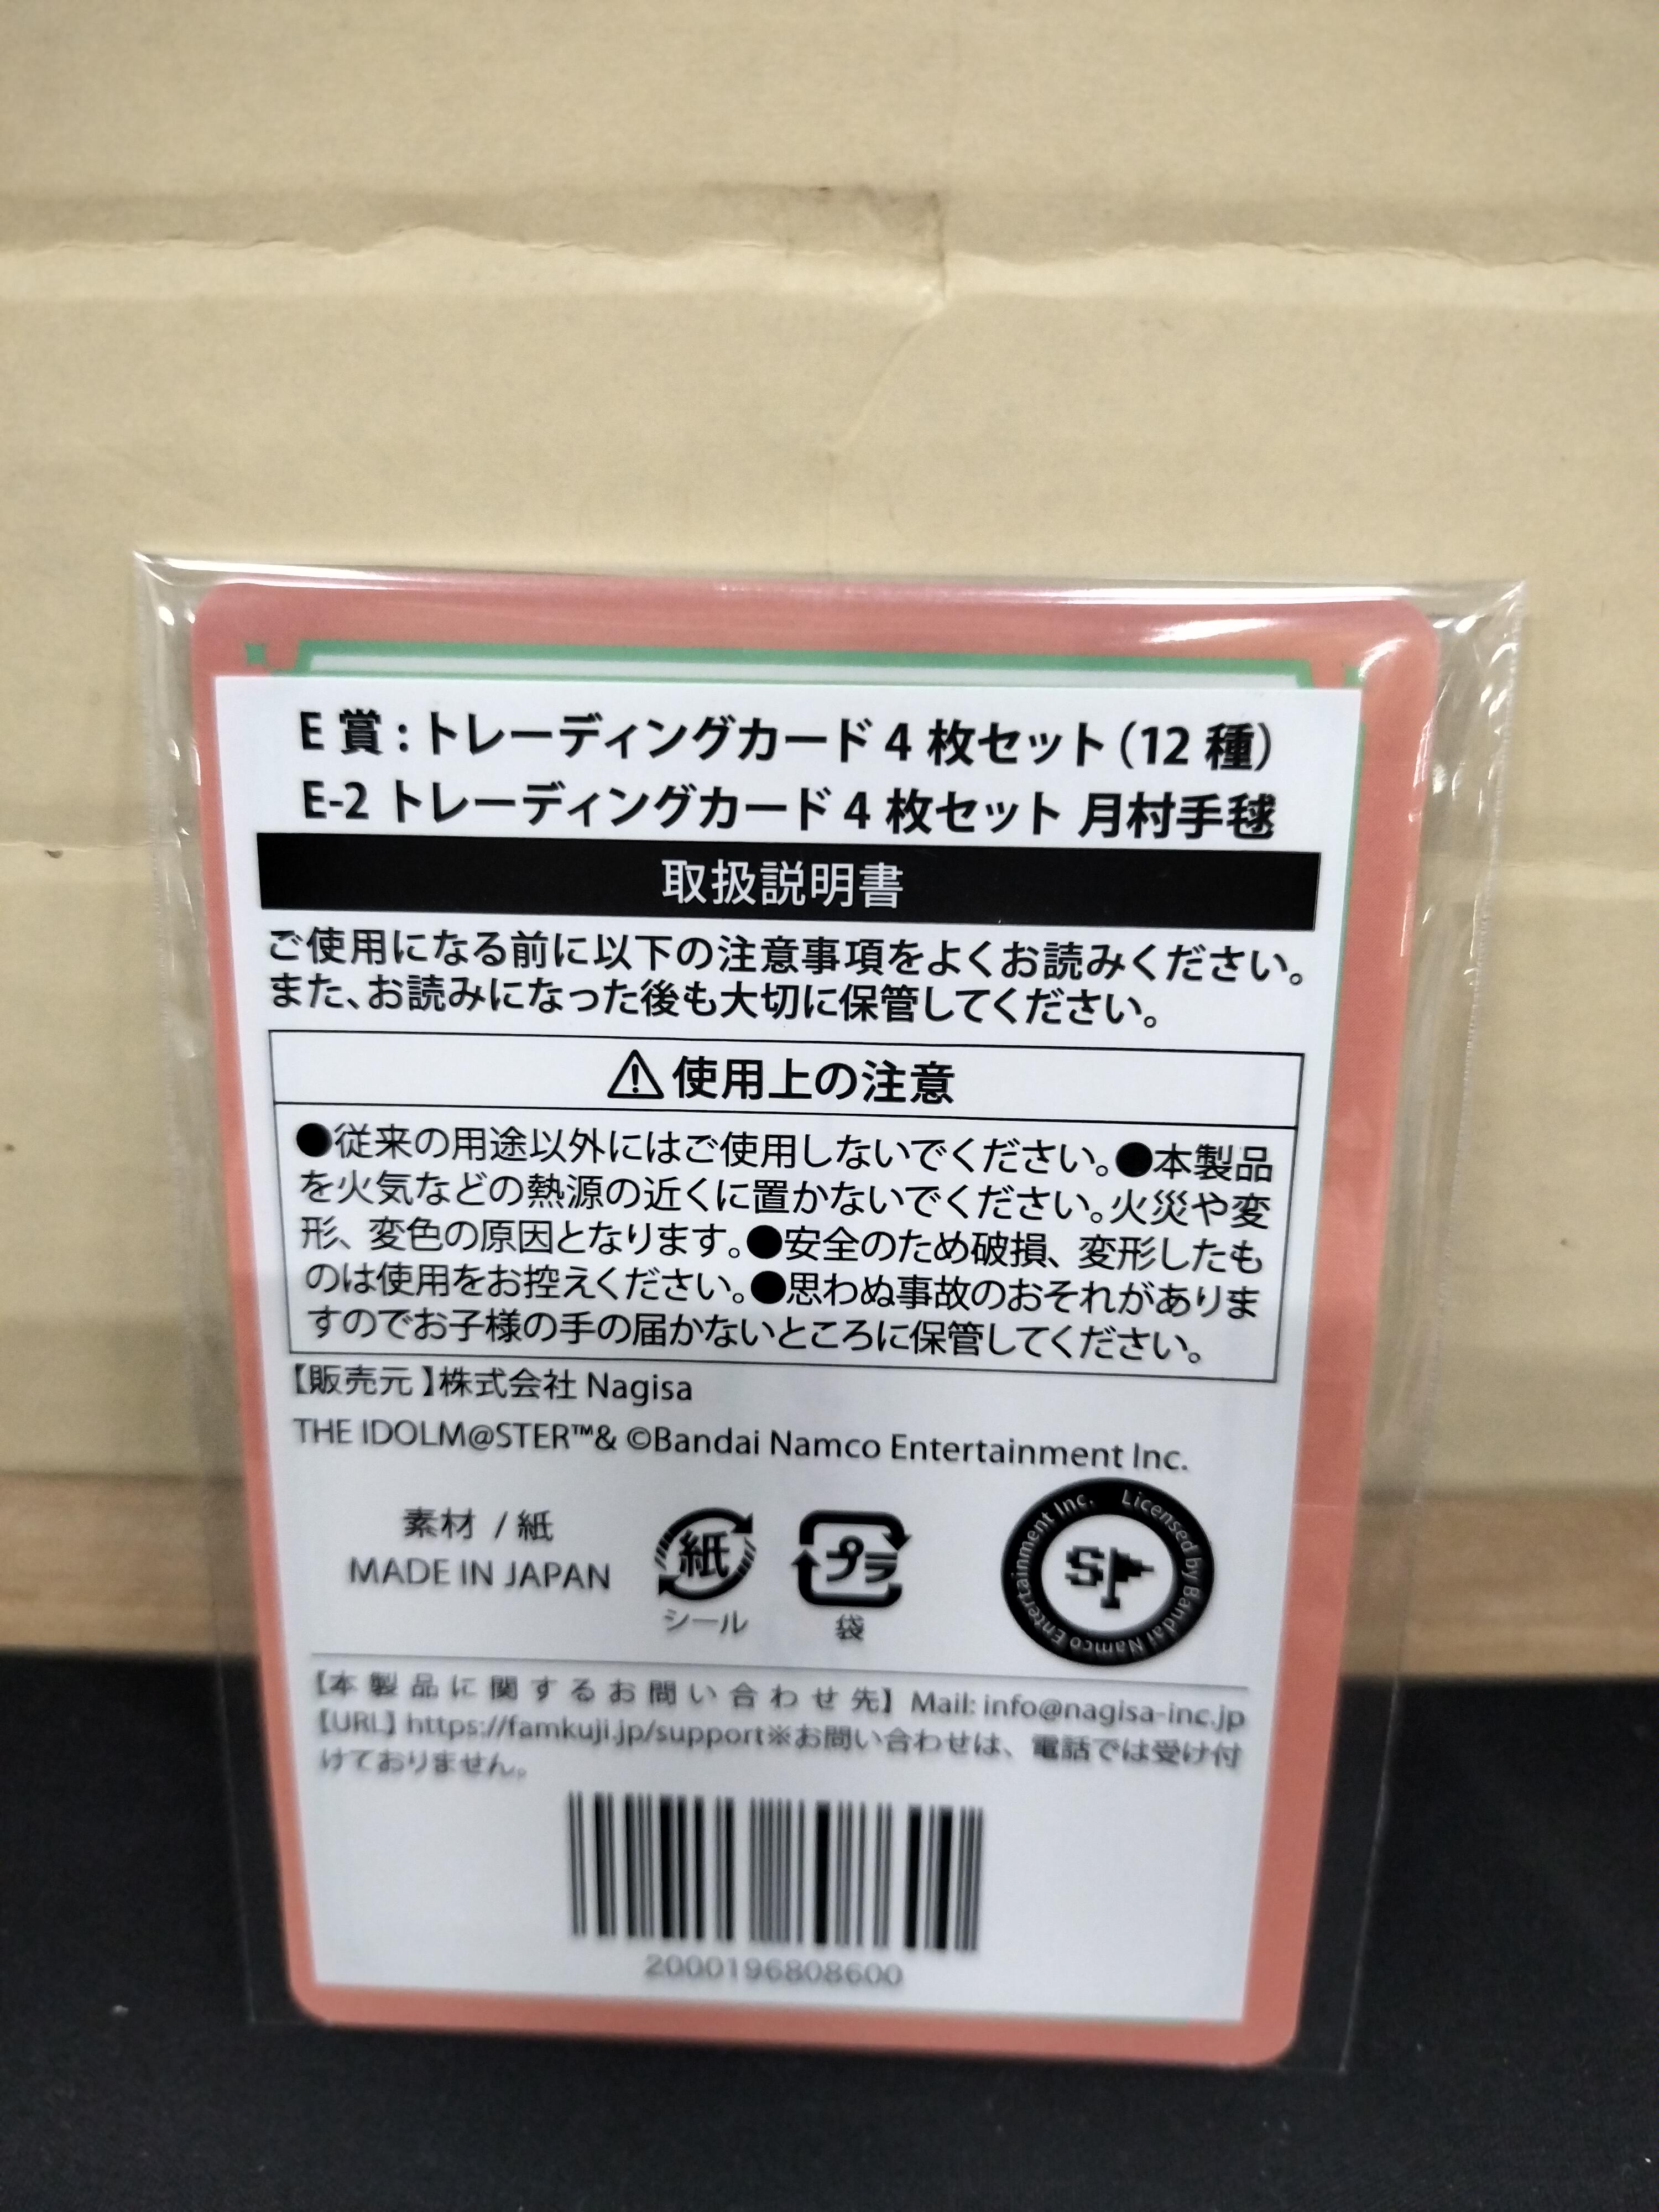 E 賞：トレーディングカード 4 枚セット（12 種）
E-2 トレーディングカード 4 枚セット 月村手毬
取扱説明書
ご使用になる前に以下の注意事項をよくお読みください。
また、お読みになった後も大切に保管してください。
使用上の注意
●従来の用途以外にはご使用しないでください。●本製品
を火気などの熱源の近くに置かないでください。火災や変
形、変色の原因となります。●安全のため破損、変形したも
のは使用をお控えください。●思わぬ事故のおそれがありま
すのでお子様の手の届かないところに保管してください。
【販売元】株式会社 Nagisa
THE IDOLM@STER™& ©Bandai Namco Entertainment Inc.
素材 / 紙
MADE IN JAPAN
紙
シール
プラ
袋
Licensed by Bandai Namco Entertainment Inc.
【本製品に関するお問い合わせ先】Mail: info@nagisa-inc.jp
【URL】https://famkuji.jp/support※お問い合わせは、電話では受け付
けておりません。
2000196808600